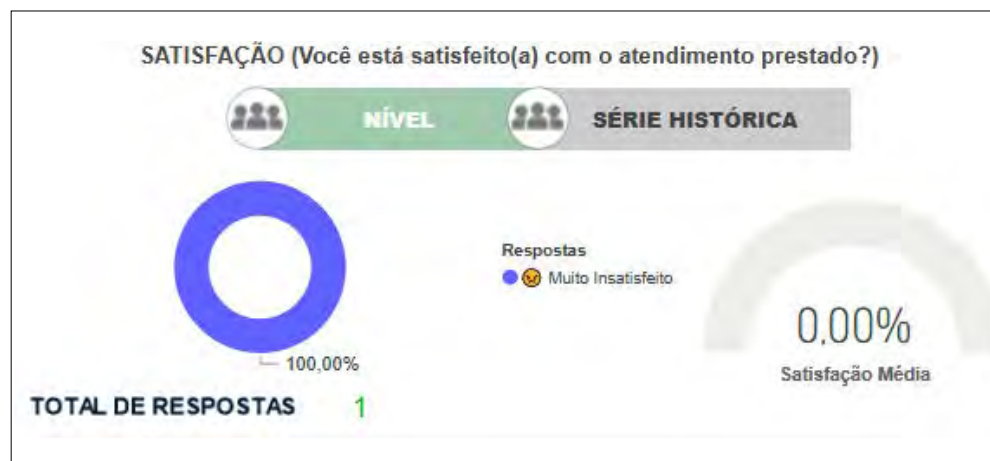 SATISFAÇÃO (Você está satisfeito(a) com o atendimento prestado?)
NÍVEL
SÉRIE HISTÓRICA
Respostas
Muito Insatisfeito
100,00%
0,00%
Satisfação Média
TOTAL DE RESPOSTAS 1